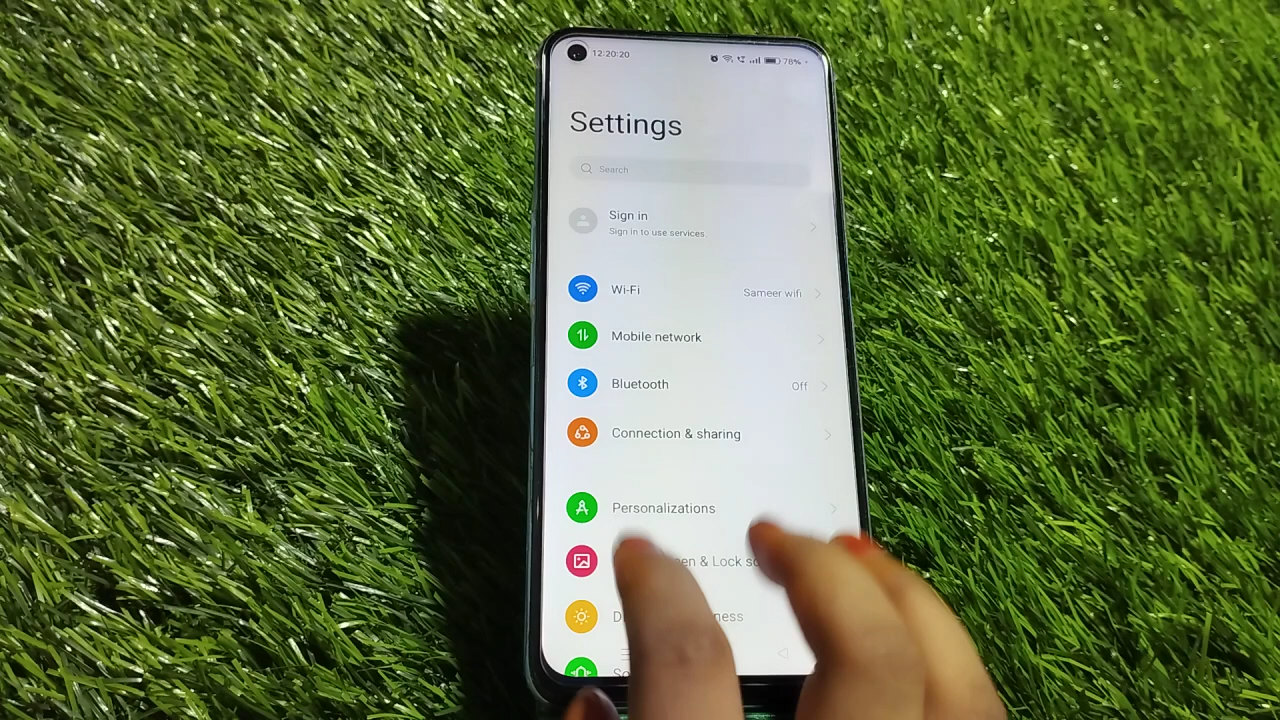 12:20:20
78%
Settings
Search
Sign in
Sign in to use services.
Wi-Fi
Sameer wifi
Mobile network
Bluetooth
Off
Connection & sharing
Personalizations
& Lock